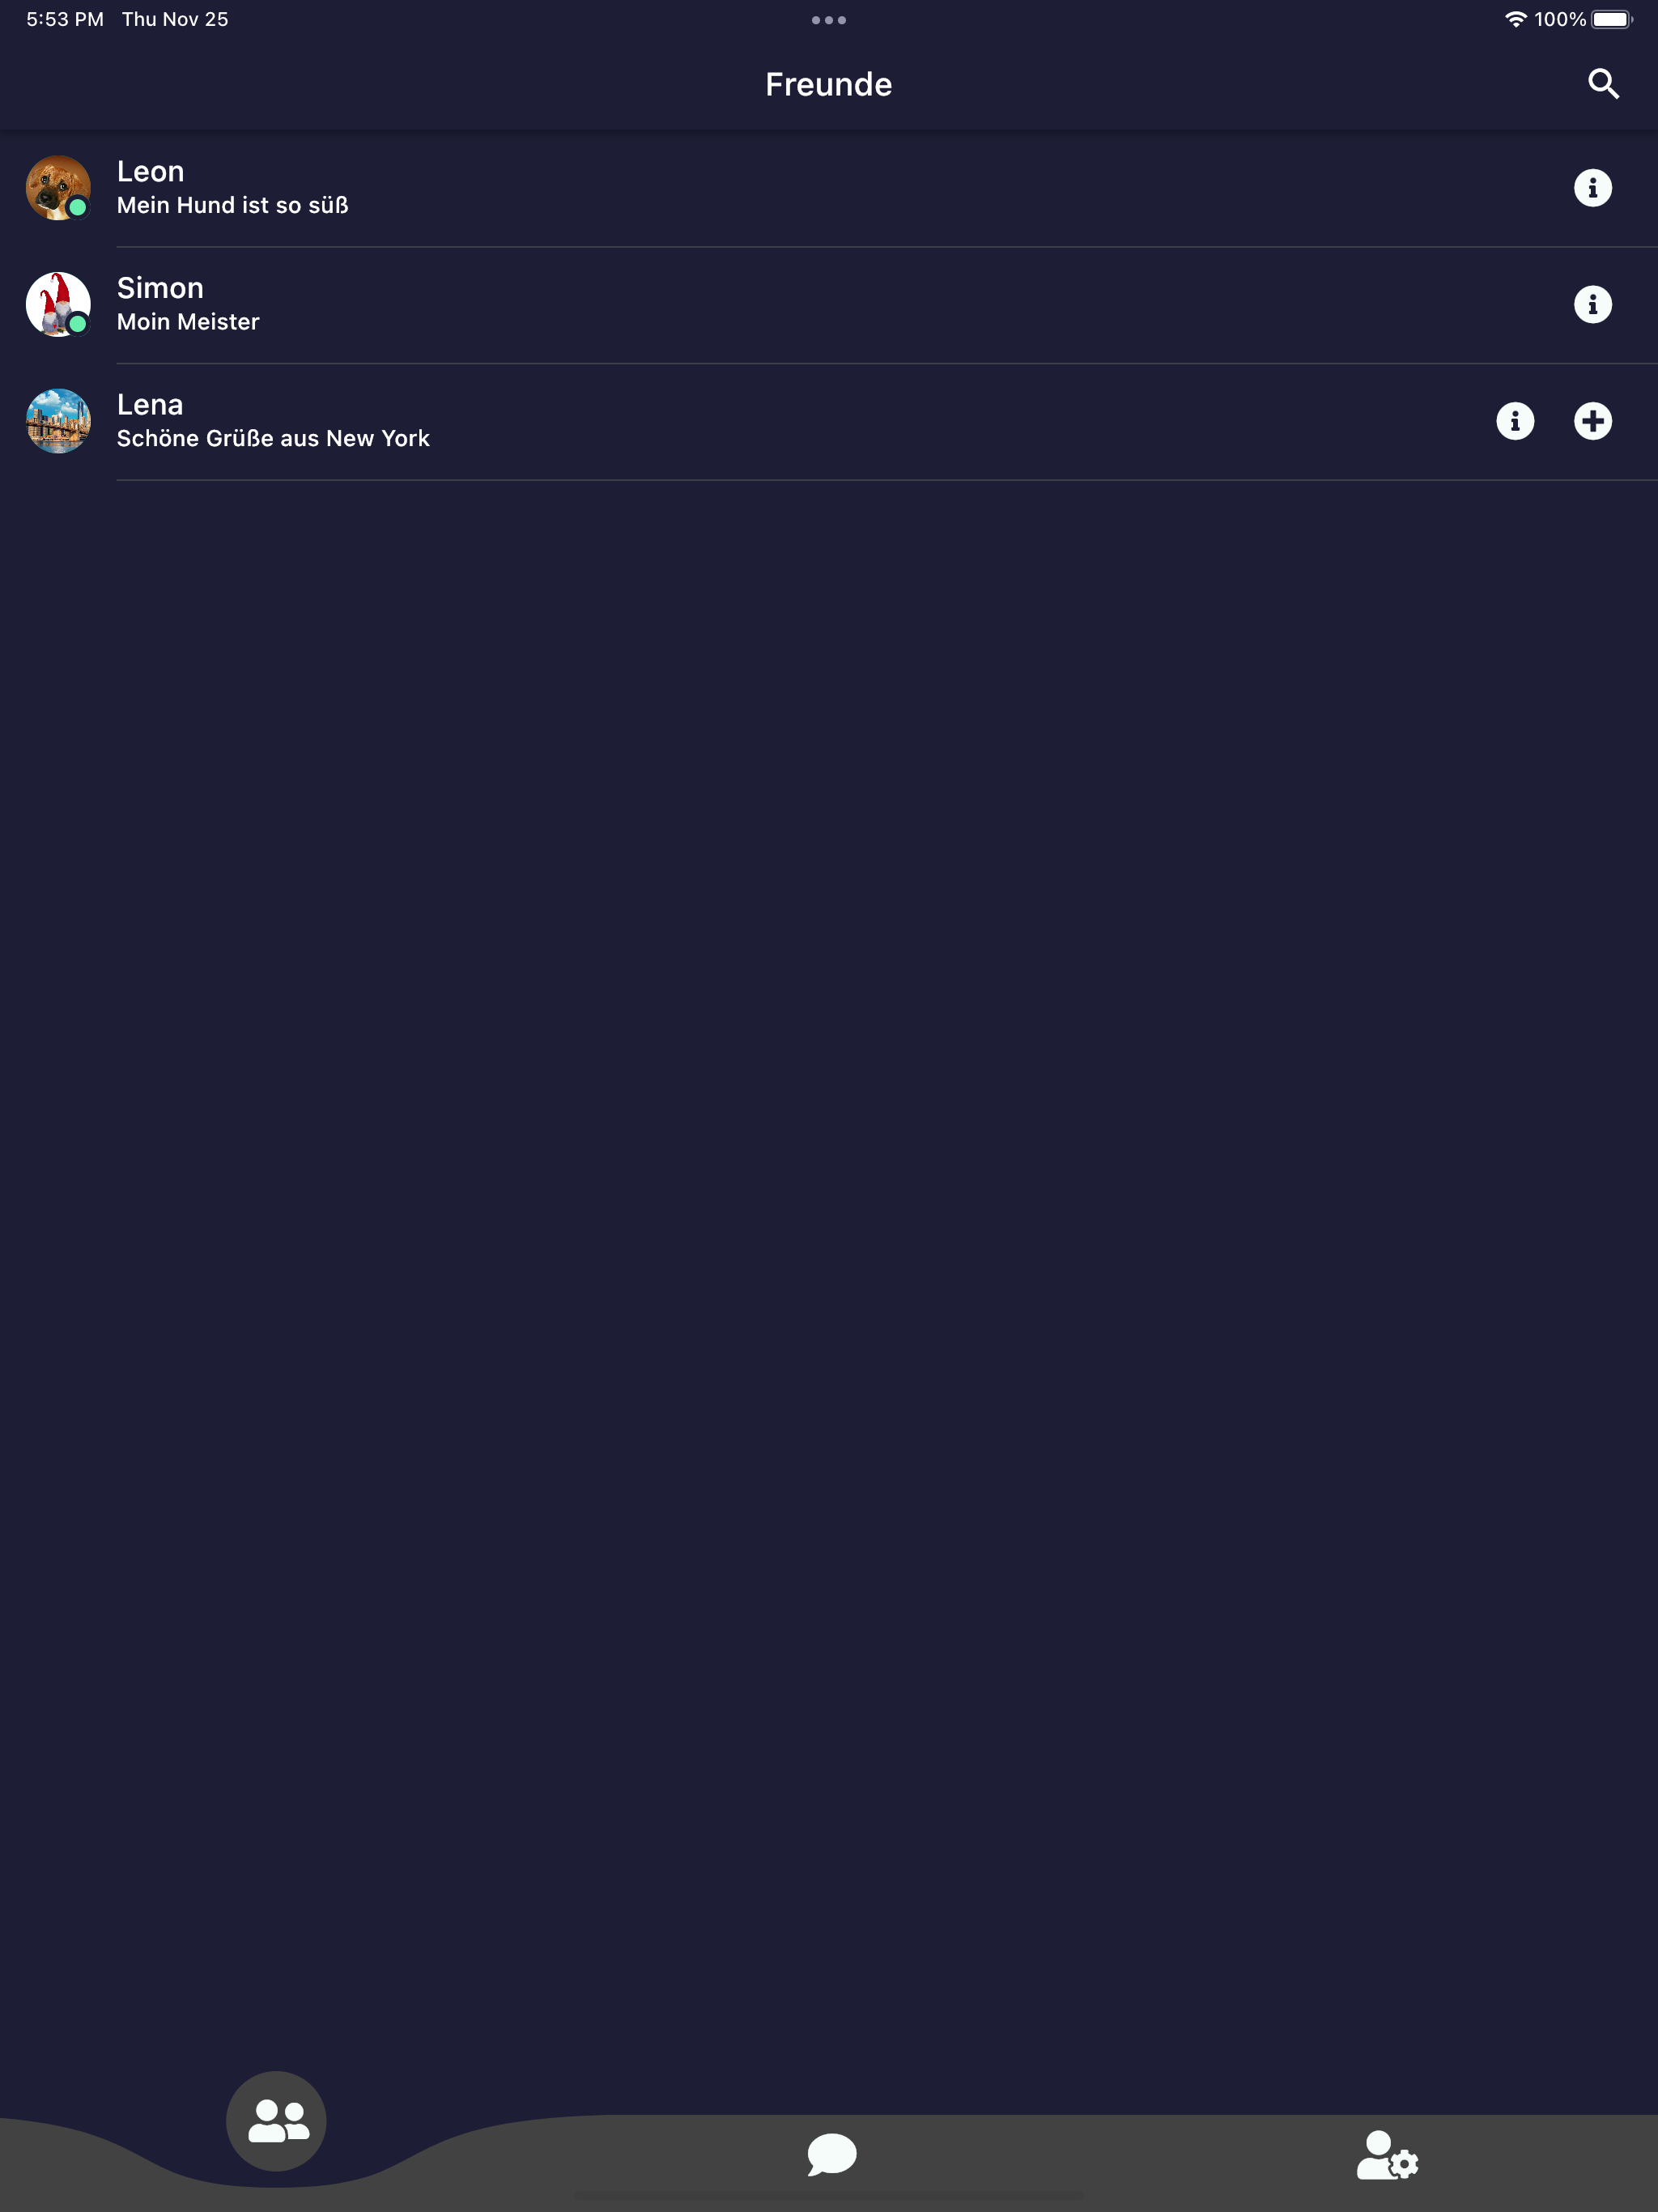 5:53 PM Thu Nov 25
100%
Freunde
Leon
Mein Hund ist so süß
Simon
Moin Meister
Lena
Schöne Grüße aus New York